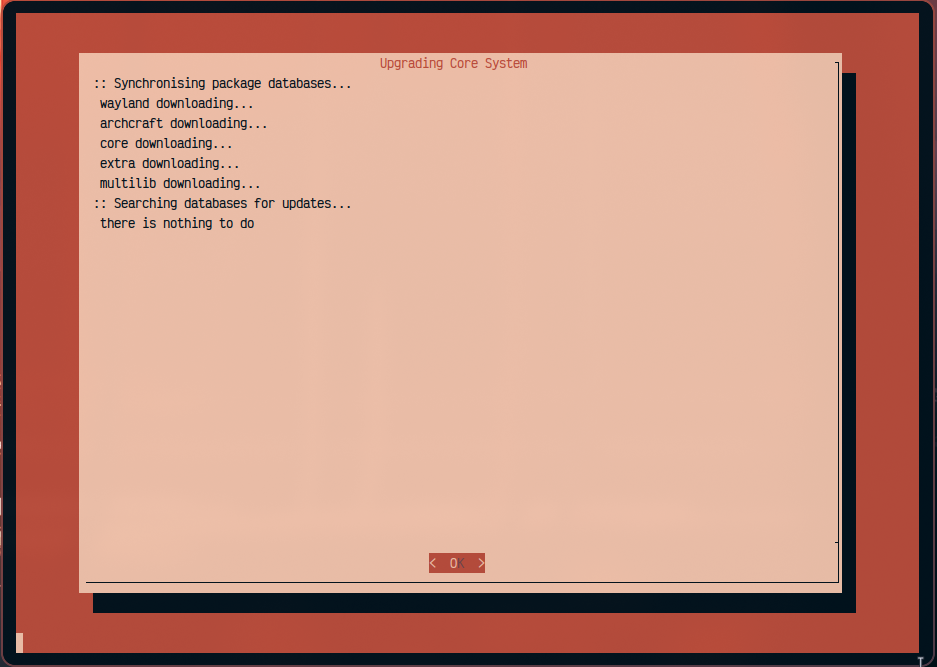 Upgrading Core System
:: Synchronising package databases...
wayland downloading...
archcraft downloading...
core downloading...
extra downloading...
multilib downloading...
:: Searching databases for updates...
there is nothing to do
< OK >